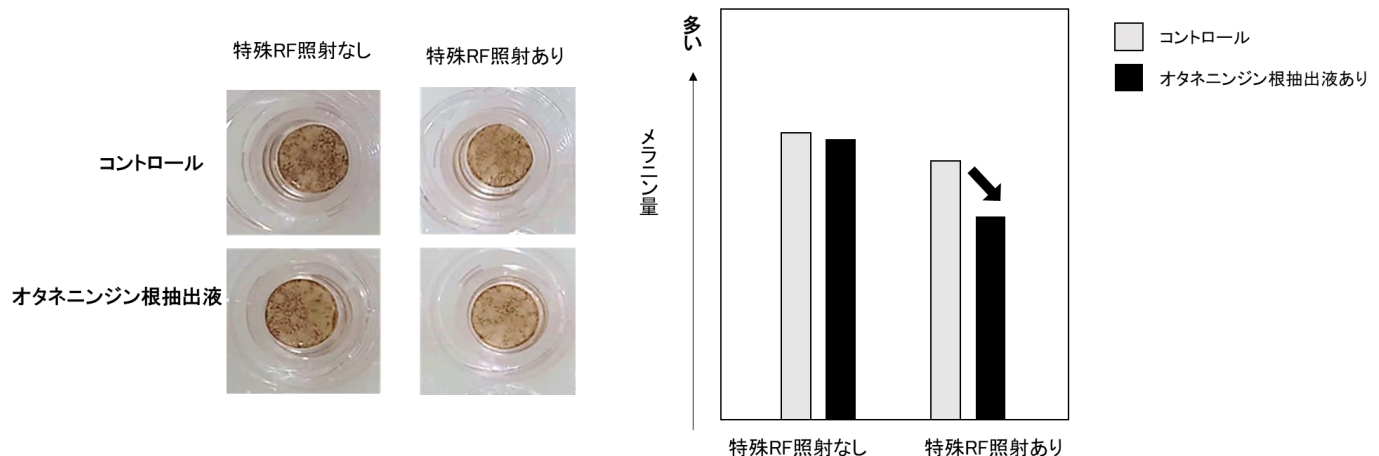 特殊RF照射なし
特殊RF照射あり
コントロール
オタネニンジン根抽出液
多い
メラニン量
特殊RF照射なし
特殊RF照射あり
コントロール
オタネニンジン根抽出液あり